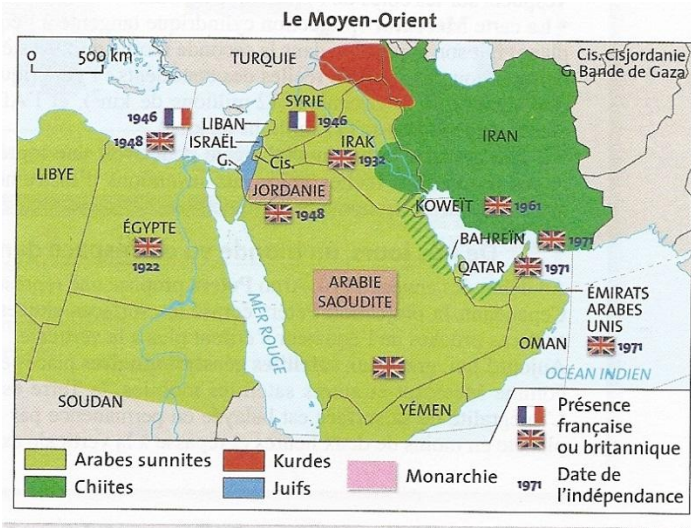 Le Moyen-Orient
0 500 km
TURQUIE
Cis. Cisjordanie
G. Bande de Gaza
1946
LIBAN
SYRIE
1946
1948
ISRAËL
G.
Cis.
IRAK
1932
IRAN
LIBYE
JORDANIE
1948
KOWEÏT
1961
ÉGYPTE
1922
BAHREÏN
1971
QATAR
1971
ARABIE
SAOUDITE
MER ROUGE
ÉMIRATS
ARABES
UNIS
1971
OMAN
OCÉAN INDIEN
SOUDAN
YÉMEN
Présence
française
ou britannique
1971 Date de
l'indépendance
Arabes sunnites
Kurdes
Monarchie
Chiites
Juifs